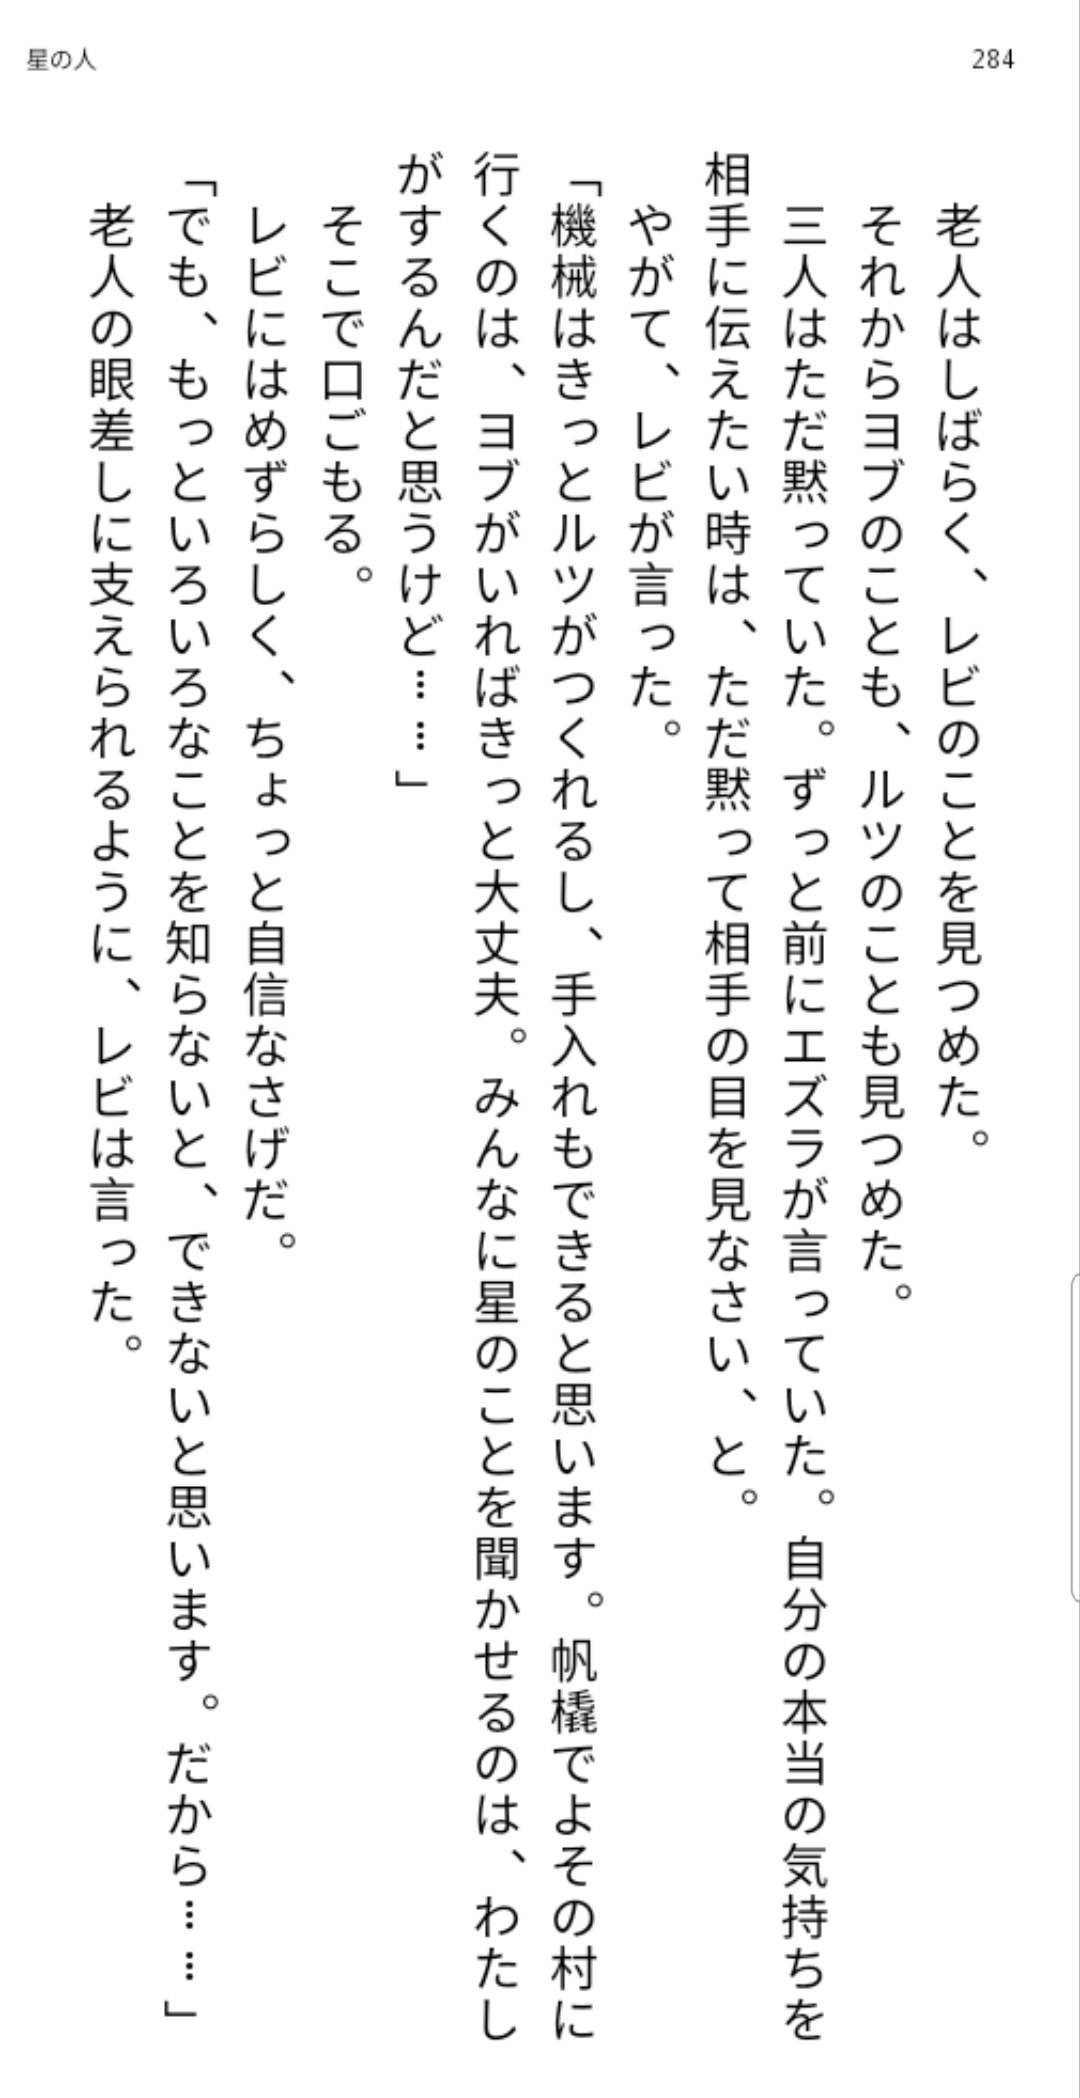 星の人
284
老人はしばらく、レビのことを見つめた。
それからヨブのことも、ルツのことも見つめた。
三人はただ黙っていた。ずっと前にエズラが言っていた。自分の本当の気持ちを
相手に伝えたい時は、ただ黙って相手の目を見なさい、と。
やがて、レビが言った。
「機械はきっとルツがつくれるし、手入れもできると思います。帆橇でよその村に
行くのは、ヨブがいればきっと大丈夫。みんなに星のことを聞かせるのは、わたし
がするんだと思うけど……」
そこで口ごもる。
レビにはめずらしく、ちょっと自信なさげだ。
「でも、もっといろいろなことを知らないと、できないと思います。だから……」
老人の眼差しに支えられるように、レビは言った。